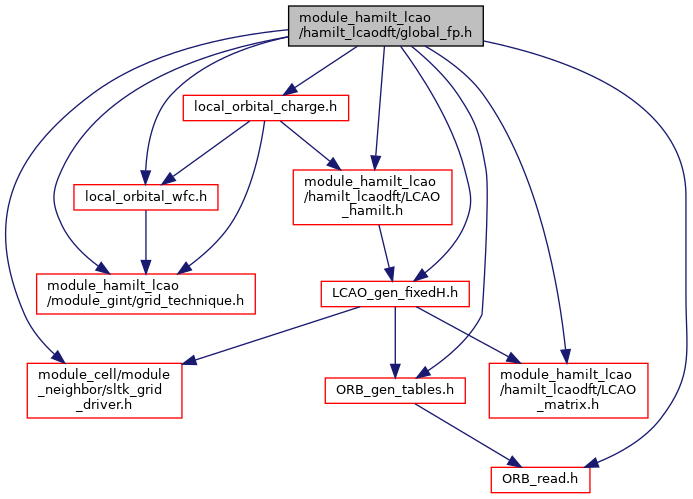 module_hamilt_lcao
/hamilt_lcaodft/global_fp.h
local_orbital_charge.h
local_orbital_wfc.h
module_hamilt_lcao
/hamilt_lcaodft/LCAO
_hamilt.h
module_hamilt_lcao
/module_gint/grid_technique.h
LCAO_gen_fixedH.h
module_cell/module
_neighbor/sltk_grid
_driver.h
ORB_gen_tables.h
module_hamilt_lcao
/hamilt_lcaodft/LCAO
_matrix.h
ORB_read.h